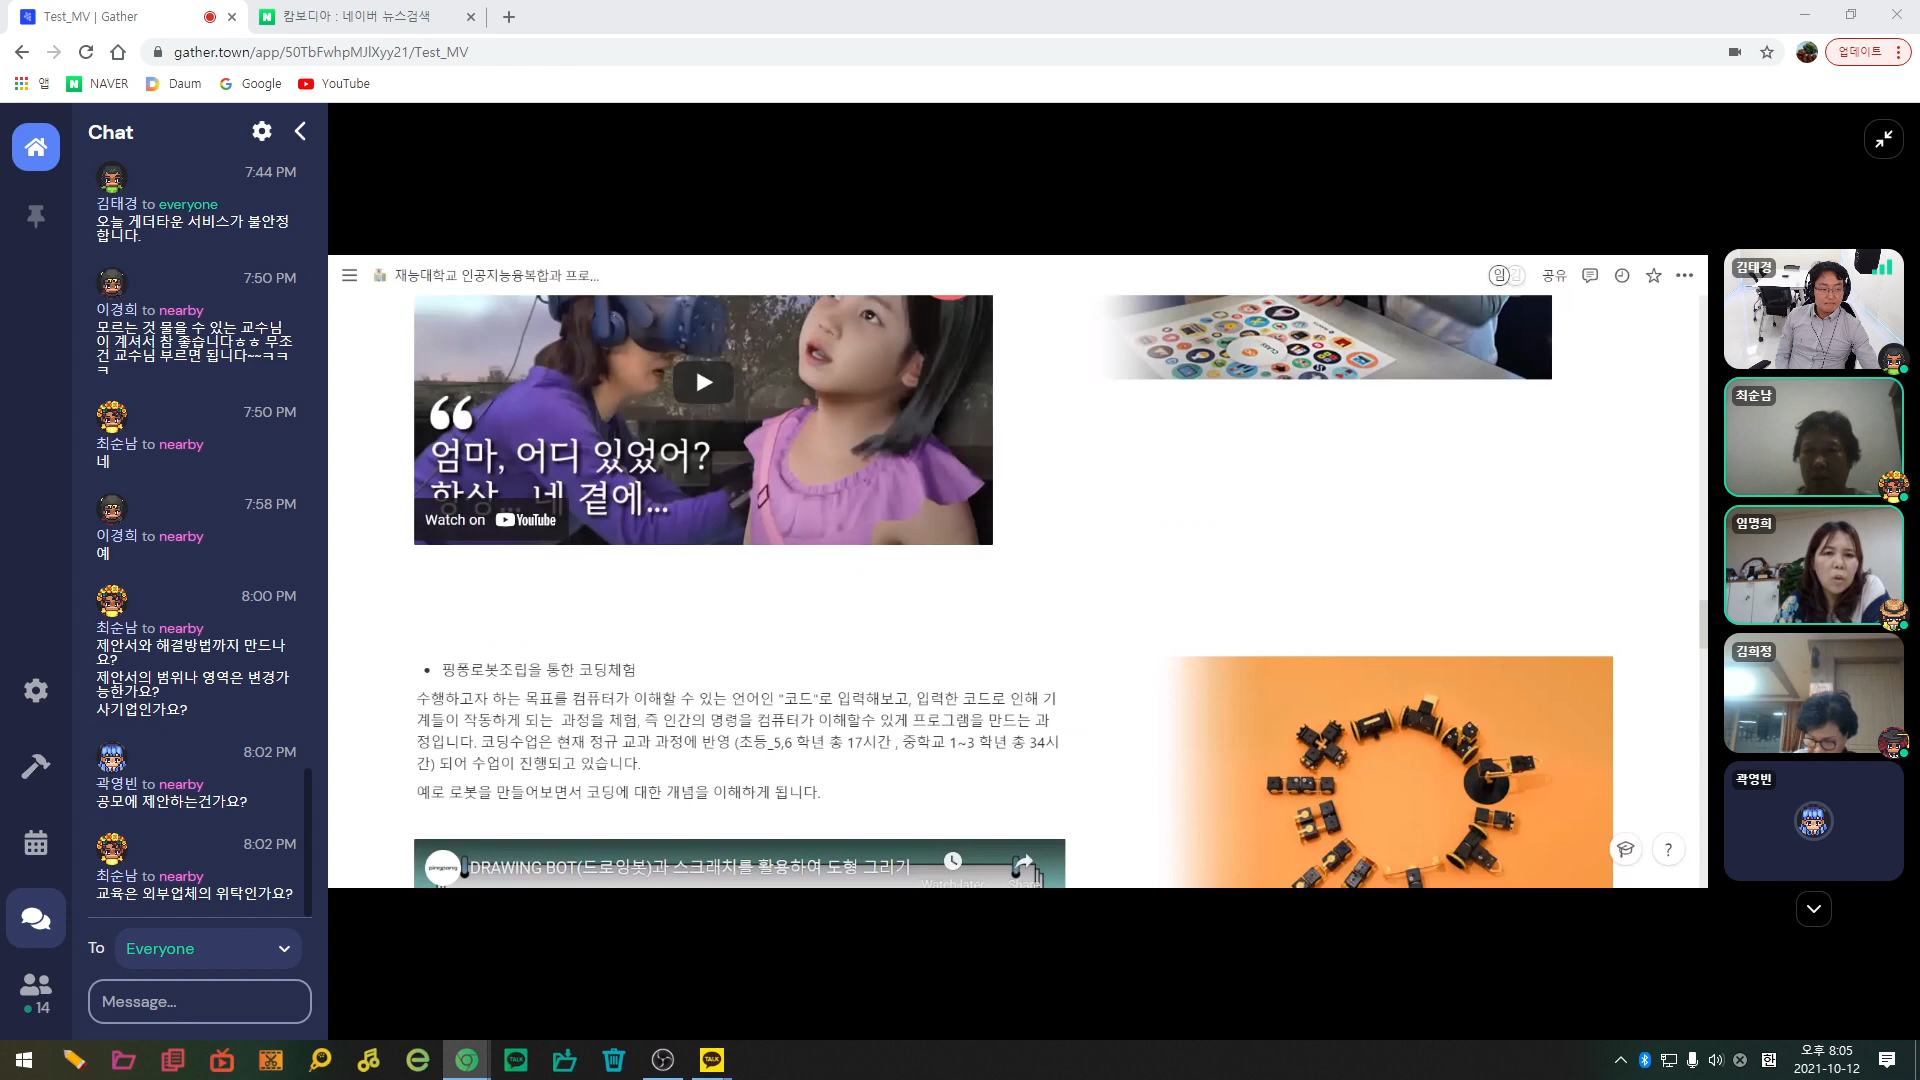 Test_MV | Gather
캄보디아 : 네이버 뉴스검색
gather.town/app/50TbFwhpMJlXyy21/Test_MV
업데이트
앱
NAVER
Daum
Google
YouTube
Chat
7:44 PM
김태경 to everyone
오늘 게더타운 서비스가 불안정
합니다.
7:50 PM
이경희 to nearby
모르는 것 물을 수 있는 교수님
이 계셔서 참 좋습니다ㅎㅎ 무조
건 교수님 부르면 됩니다~~ㅋㅋ
ㅋ
7:50 PM
최순남 to nearby
네
7:58 PM
이경희 to nearby
예
8:00 PM
최순남 to nearby
제안서와 해결방법까지 만드나
요?
제안서의 범위나 영역은 변경가
능한가요?
사기업인가요?
8:02 PM
곽영빈 to nearby
공모에 제안하는건가요?
8:02 PM
최순남 to nearby
교육은 외부업체의 위탁인가요?
To
Everyone
Message...
14
재능대학교 인공지능융복합과 프로...
임
김
공유
엄마, 어디 있었어?
항상... 네 곁에...
Watch on YouTube
CLASS
핑퐁로봇조립을 통한 코딩체험
수행하고자 하는 목표를 컴퓨터가 이해할 수 있는 언어인 "코드"로 입력해보고, 입력한 코드로 인해 기
계들이 작동하게 되는 과정을 체험, 즉 인간의 명령을 컴퓨터가 이해할수 있게 프로그램을 만드는 과
정입니다. 코딩수업은 현재 정규 교과 과정에 반영 (초등_5,6 학년 총 17시간 , 중학교 1~3 학년 총 34시
간) 되어 수업이 진행되고 있습니다.
예로 로봇을 만들어보면서 코딩에 대한 개념을 이해하게 됩니다.
pingpong
DRAWING BOT(드로잉봇)과 스크래치를 활용하여 도형 그리기
Watch later
Share
?
김태경
최순남
임명희
김희정
곽영빈
TALK
TALK
한
오후 8:05
2021-10-12